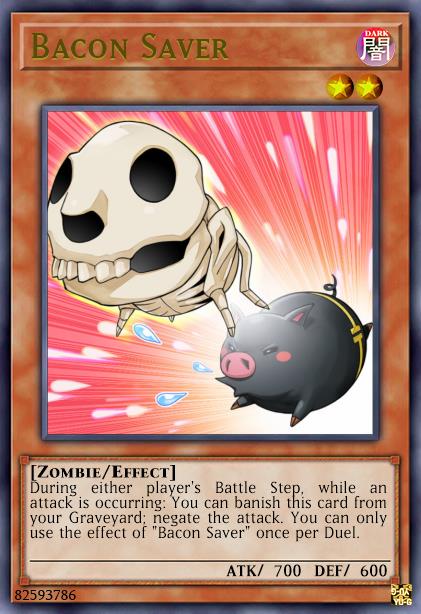 Bacon Saver
DARK
闇
[Zombie/Effect]
During either player's Battle Step, while an
attack is occurring: You can banish this card from
your Graveyard; negate the attack. You can only
use the effect of "Bacon Saver" once per Duel.
ATK/ 700 DEF/ 600
82593786